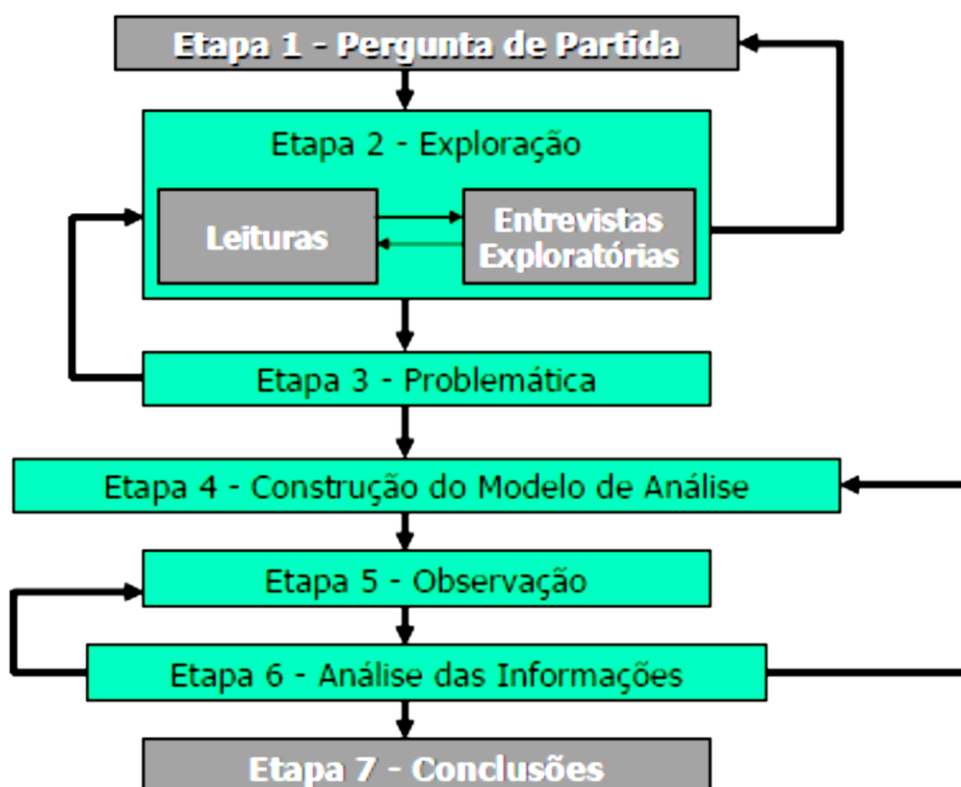 Etapa 1 - Pergunta de Partida
Etapa 2 - Exploração
Leituras
Entrevistas
Exploratórias
Etapa 3 - Problemática
Etapa 4 - Construção do Modelo de Análise
Etapa 5 - Observação
Etapa 6 - Análise das Informações
Etapa 7 - Conclusões